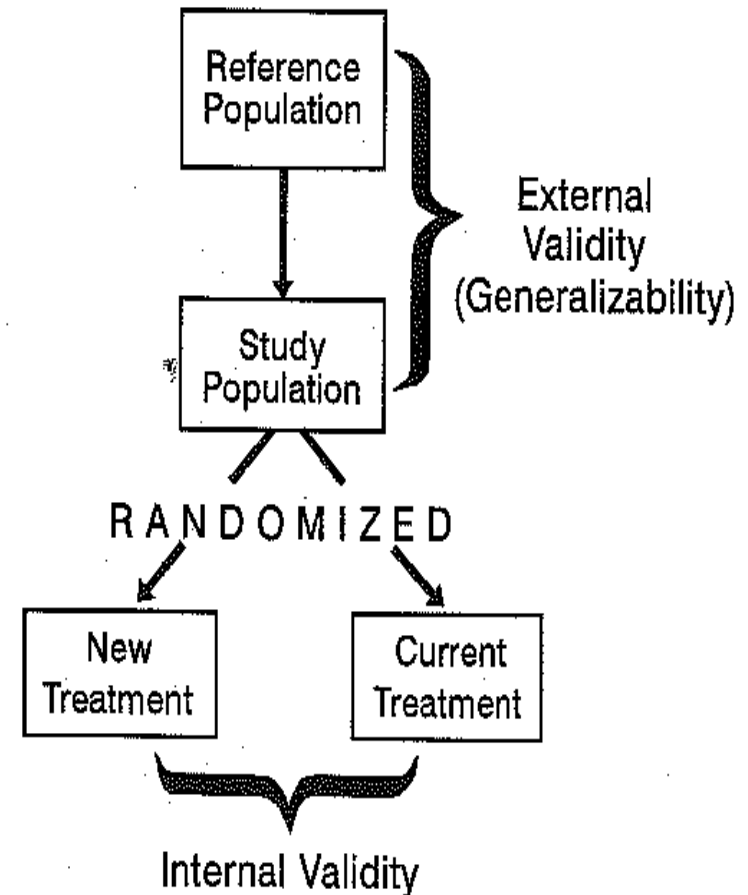 Reference
Population
External
Validity
(Generalizability)
Study
Population
RANDOMIZED
New
Treatment
Current
Treatment
Internal Validity